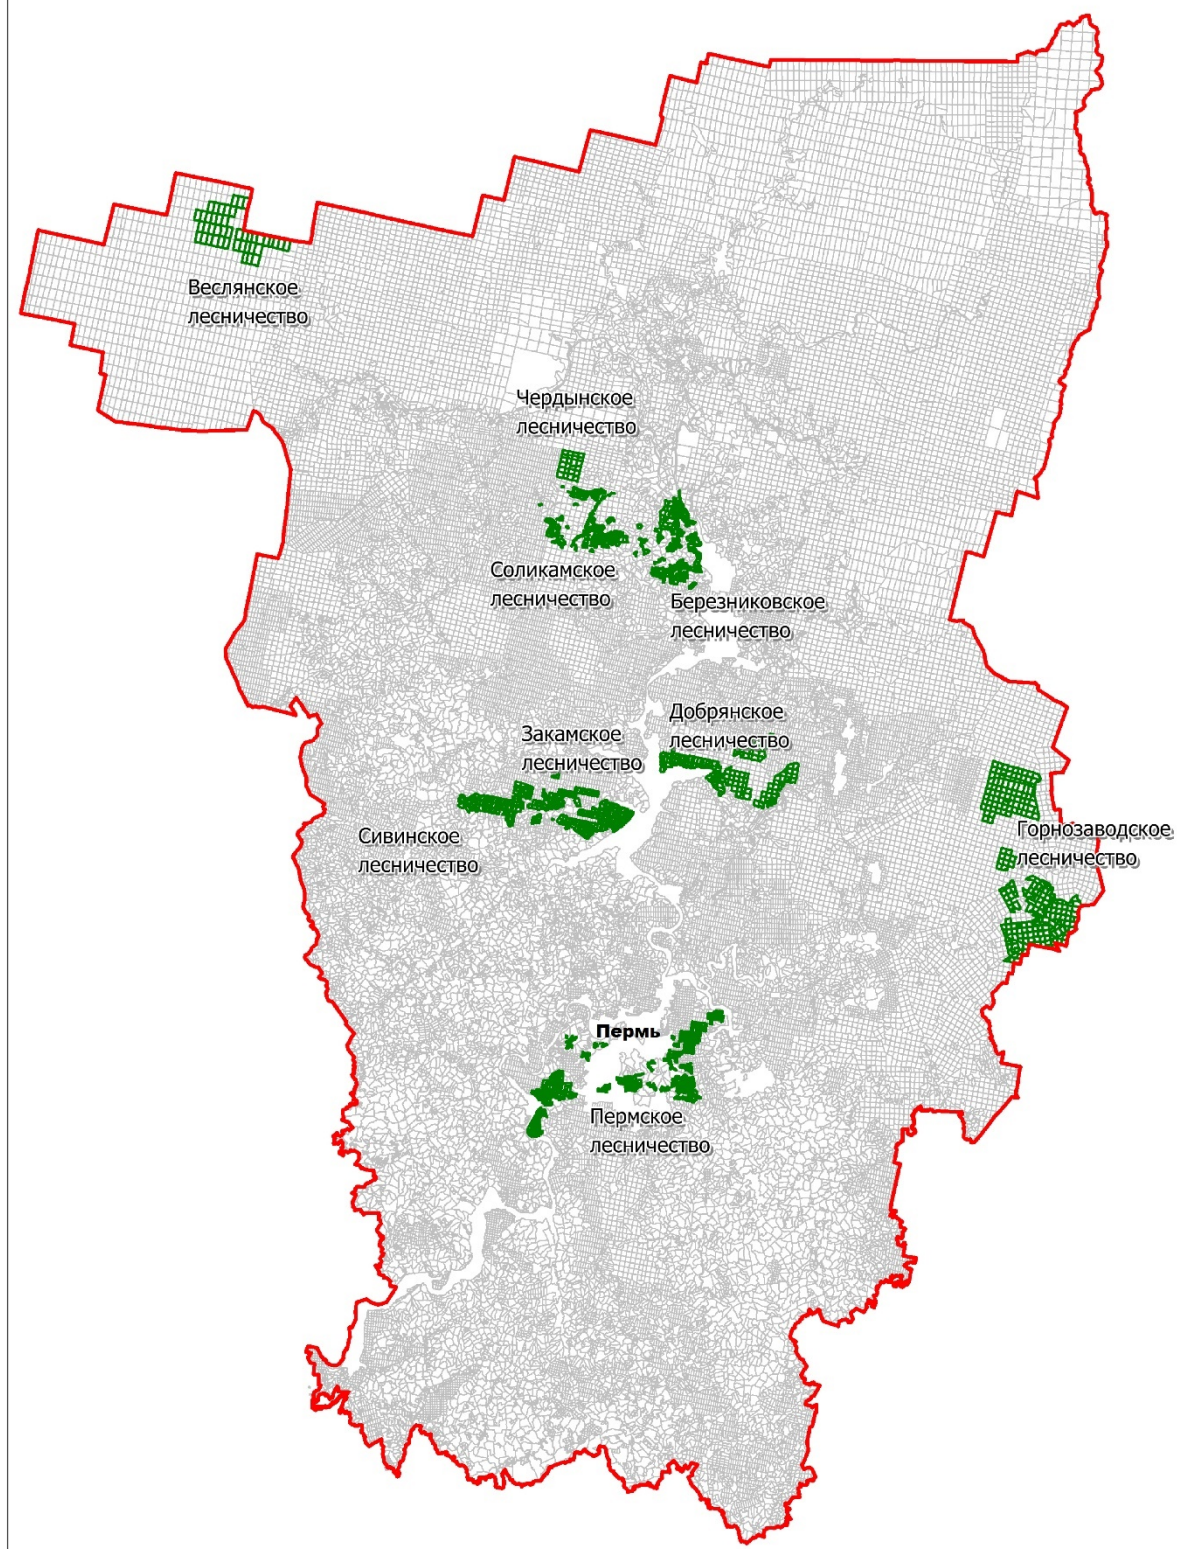 Веслянское
лесничество
Чердынское
лесничество
Соликамское
лесничество
Березниковское
лесничество
Добрянское
лесничество
Закамское
лесничество
Сивинское
лесничество
Горнозаводское
лесничество
Пермь
Пермское
лесничество